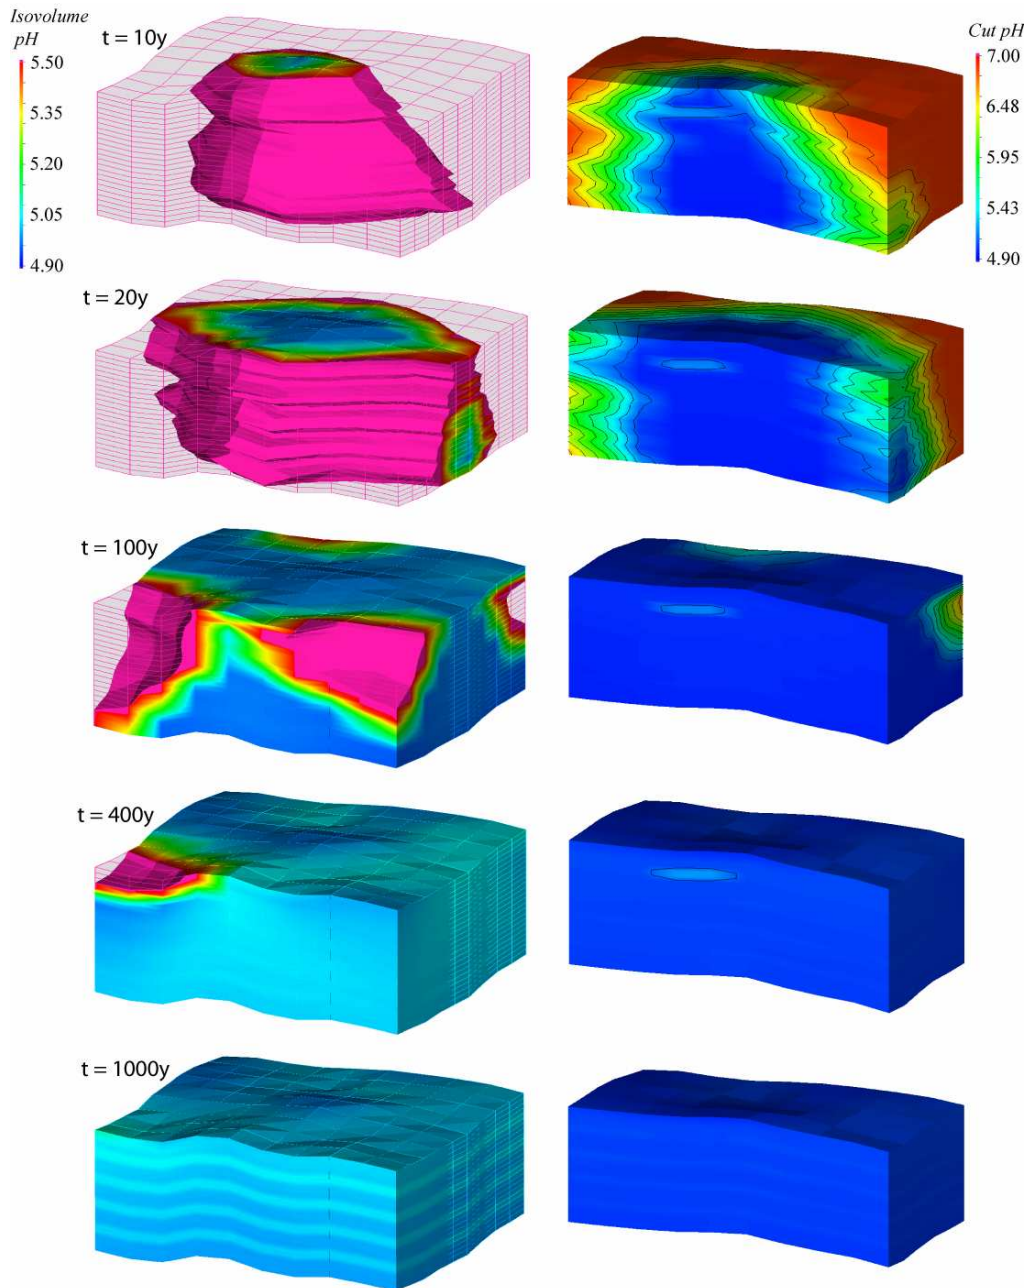 Isovolume
pH
5.50
5.35
5.20
5.05
4.90
t = 10y
Cut pH
7.00
6.48
5.95
5.43
4.90
t = 20y
t = 100y
t = 400y
t = 1000y